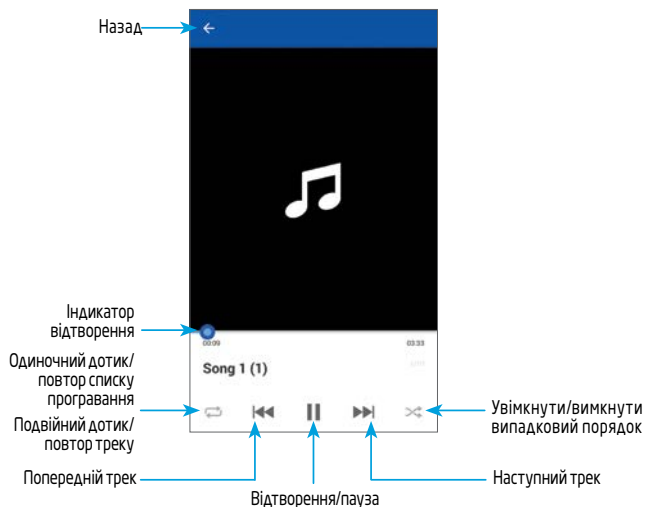 Назад
Індикатор
відтворення
00:09
03:33
Song 1 (1)
Одиночний дотик/
повтор списку
програвання
Подвійний дотик/
повтор треку
Увімкнути/вимкнути
випадковий порядок
Попередній трек
Наступний трек
Відтворення/пауза